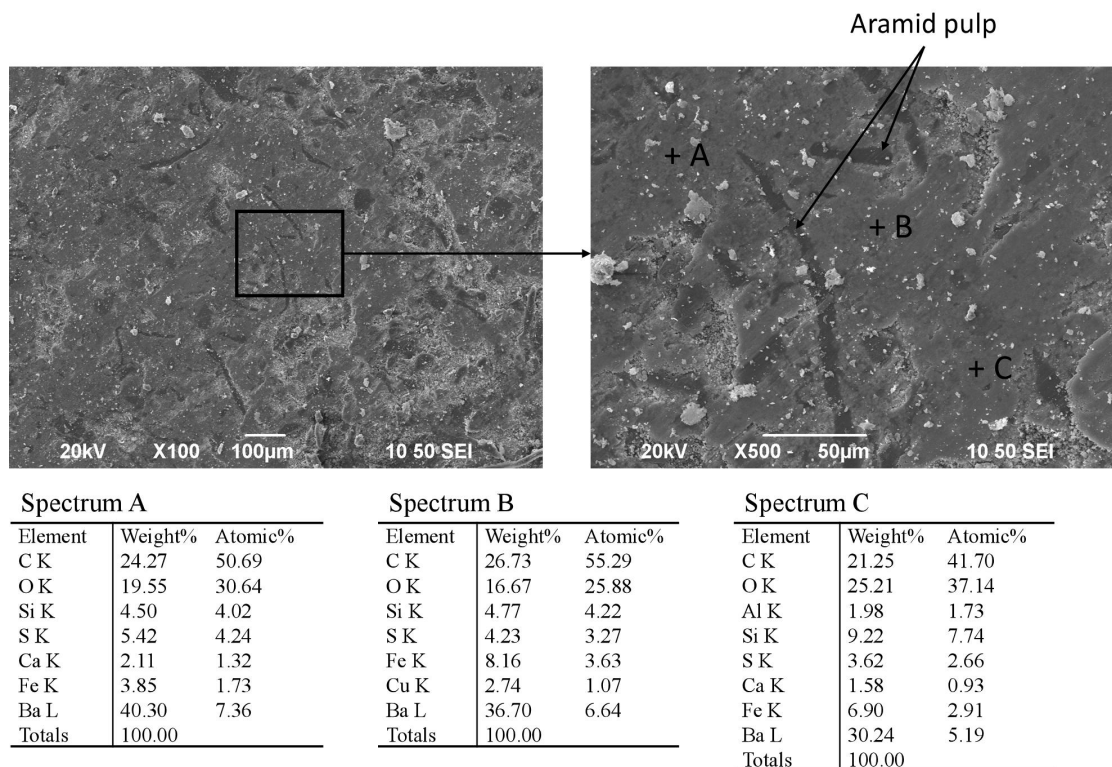 Aramid pulp
+ A
+ B
+ C
20kV X100 100µm 10 50 SEI
20kV X500 - 50µm 10 50 SEI
Spectrum A
Element Weight% Atomic%
C K 24.27 50.69
O K 19.55 30.64
Si K 4.50 4.02
S K 5.42 4.24
Ca K 2.11 1.32
Fe K 3.85 1.73
Ba L 40.30 7.36
Totals 100.00
Spectrum B
Element Weight% Atomic%
C K 26.73 55.29
O K 16.67 25.88
Si K 4.77 4.22
S K 4.23 3.27
Fe K 8.16 3.63
Cu K 2.74 1.07
Ba L 36.70 6.64
Totals 100.00
Spectrum C
Element Weight% Atomic%
C K 21.25 41.70
O K 25.21 37.14
Al K 1.98 1.73
Si K 9.22 7.74
S K 3.62 2.66
Ca K 1.58 0.93
Fe K 6.90 2.91
Ba L 30.24 5.19
Totals 100.00